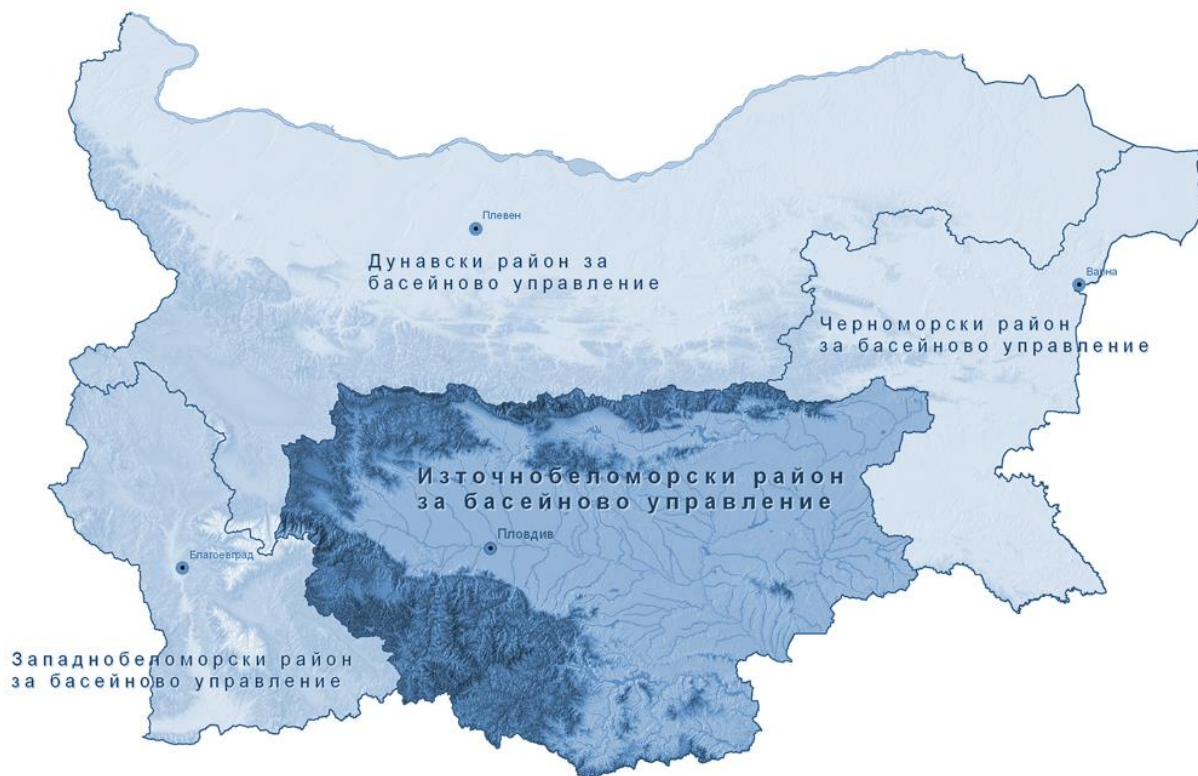 Плевен
Дунавски район за
басейново управление
Варна
Черноморски район
за басейново управление
Източнобеломорски район
за басейново управление
Пловдив
Благоевград
Западнобеломорски район
за басейново управление